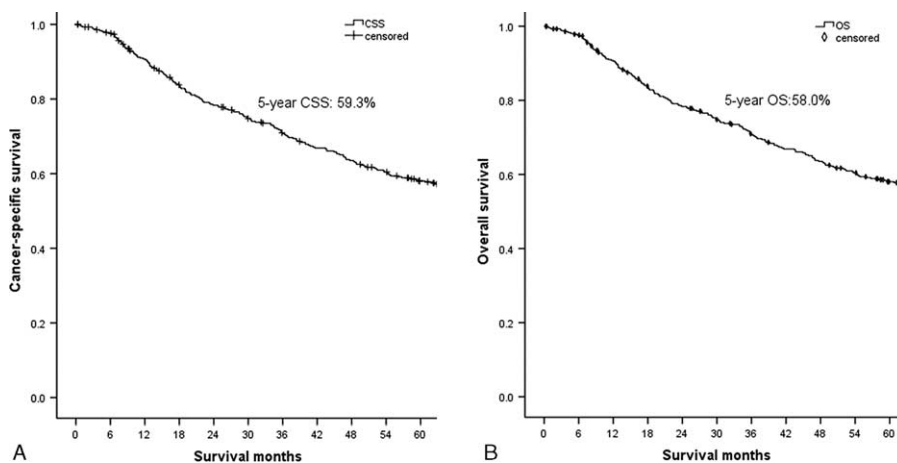 CSS
censored
5-year CSS: 59.3%
Cancer-specific survival
1.0
0.8
0.6
0.4
0.2
0.0
0 6 12 18 24 30 36 42 48 54 60
Survival months
A
OS
censored
5-year OS:58.0%
Overall survival
1.0
0.8
0.6
0.4
0.2
0.0
0 6 12 18 24 30 36 42 48 54 60
Survival months
B